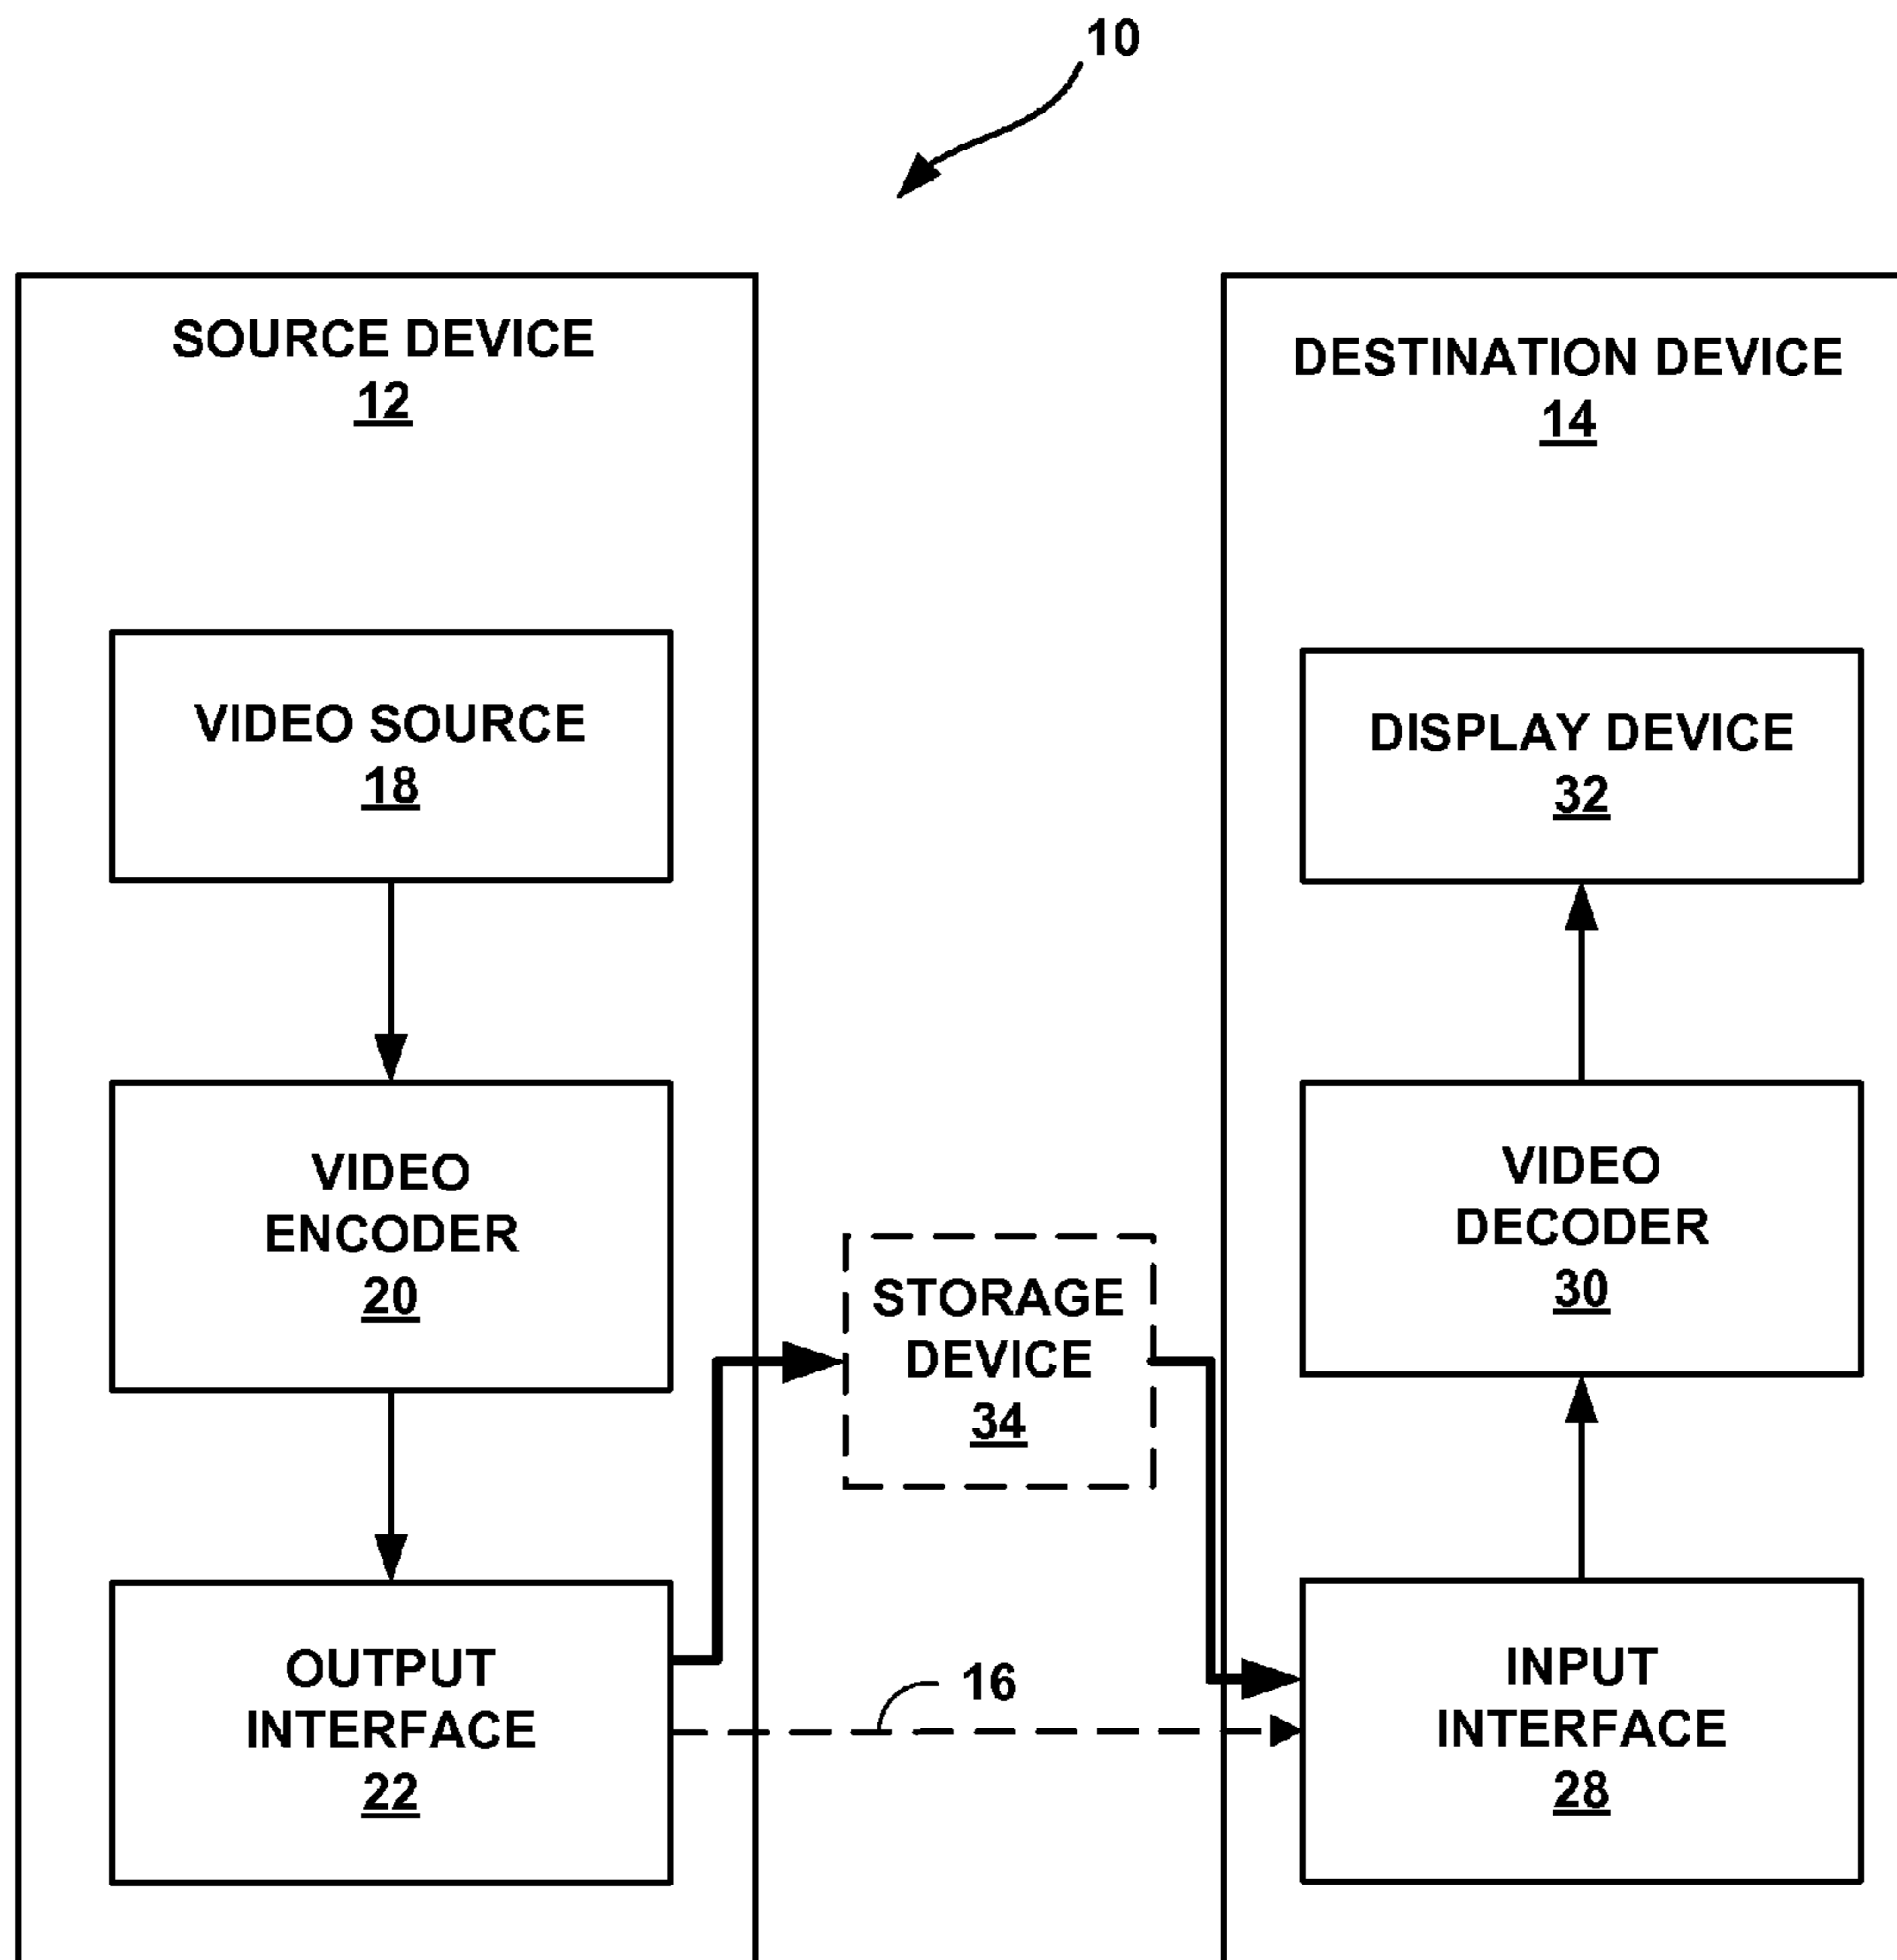 10
SOURCE DEVICE
12
VIDEO SOURCE
18
VIDEO
ENCODER
20
OUTPUT
INTERFACE
22
STORAGE
DEVICE
34
16
DESTINATION DEVICE
14
DISPLAY DEVICE
32
VIDEO
DECODER
30
INPUT
INTERFACE
28